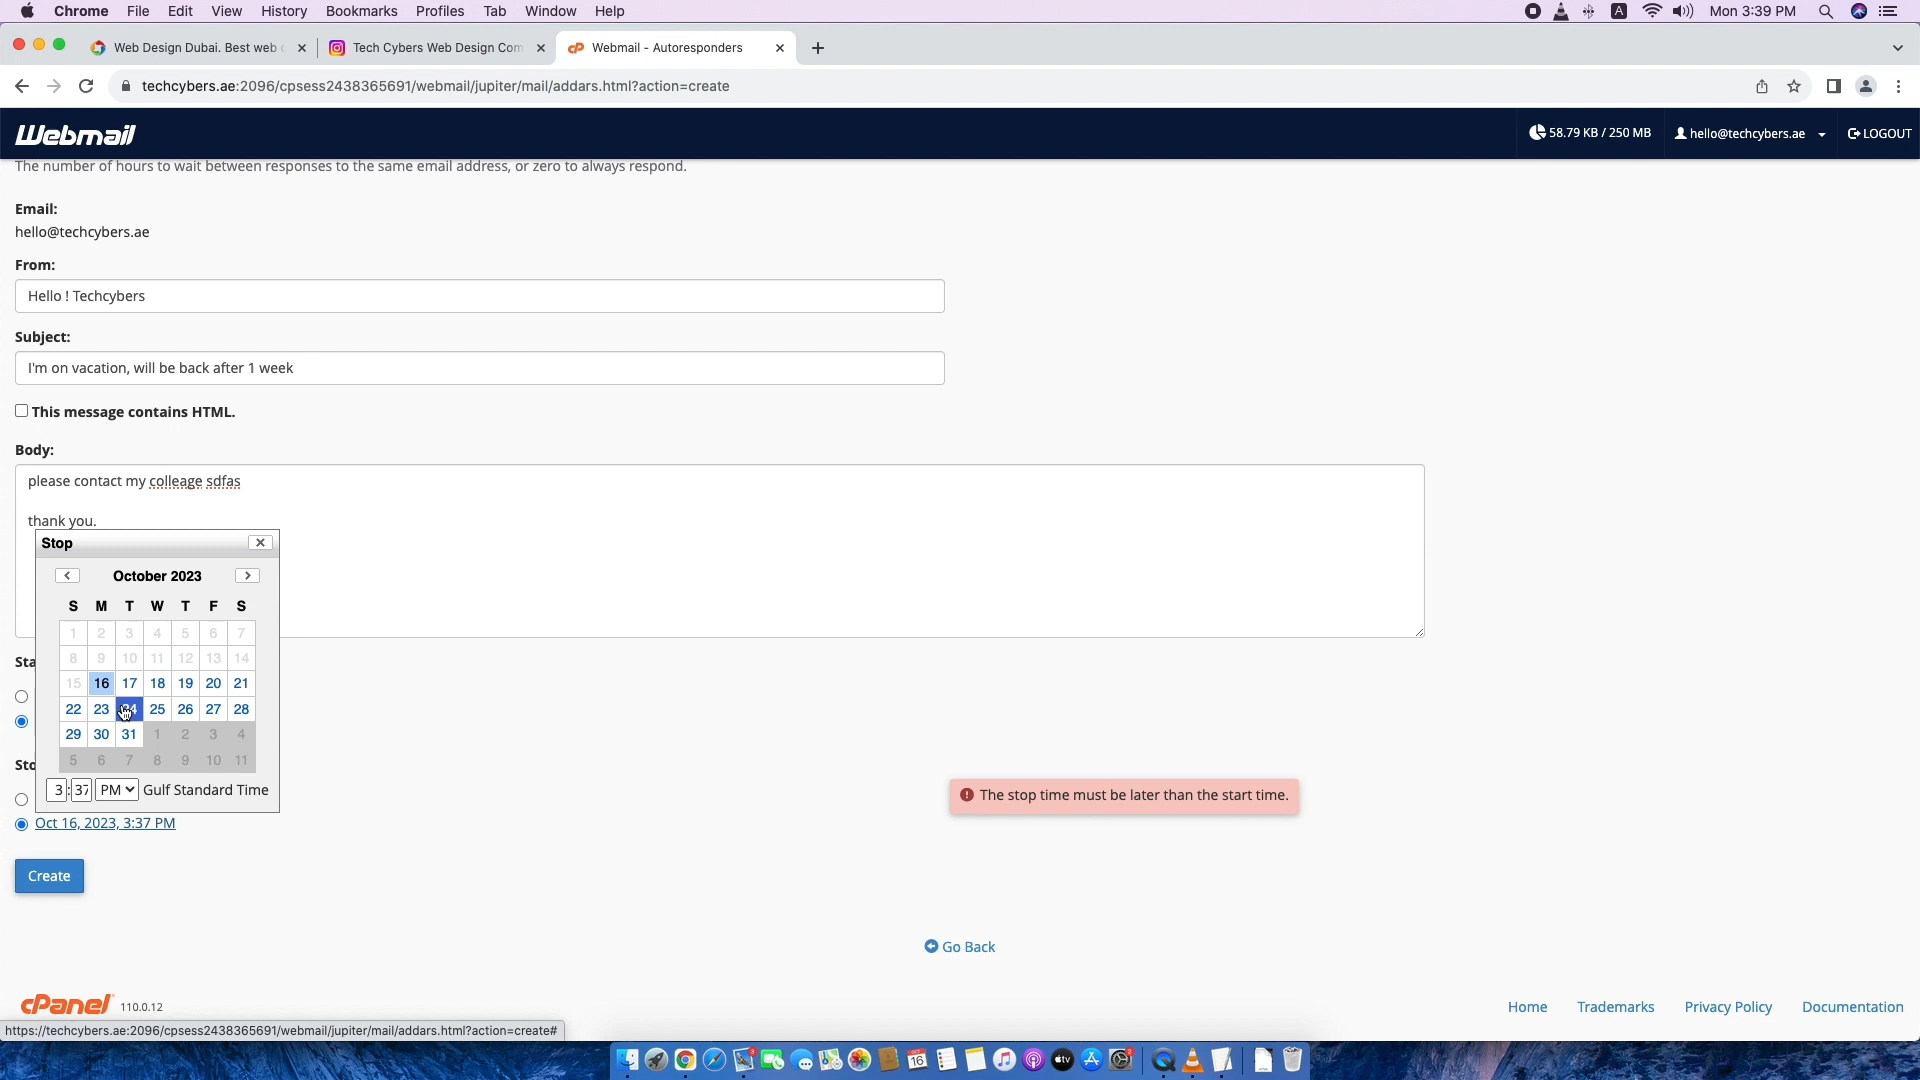 Chrome File Edit View History Bookmarks Profiles Tab Window Help A Mon 3:39 PM
Web Design Dubai. Best web Tech Cybers Web Design Com Webmail - Autoresponders
techcybers.ae:2096/cpsess2438365691/webmail/jupiter/mail/addars.html?action=create
Webmail 58.79 KB / 250 MB hello@techcybers.ae LOGOUT
The number of hours to wait between responses to the same email address, or zero to always respond.
Email:
hello@techcybers.ae
From:
Hello ! Techcybers
Subject:
I'm on vacation, will be back after 1 week
This message contains HTML.
Body:
please contact my colleage sdfas
thank you.
Stop
October 2023
S M T W T F S
1 2 3 4 5 6 7
8 9 10 11 12 13 14
15 16 17 18 19 20 21
22 23 24 25 26 27 28
29 30 31 1 2 3 4
5 6 7 8 9 10 11
3 : 37 PM Gulf Standard Time
Sta
Sto
The stop time must be later than the start time.
Oct 16, 2023, 3:37 PM
Create
Go Back
cPanel 110.0.12
Home Trademarks Privacy Policy Documentation
https://techcybers.ae:2096/cpsess2438365691/webmail/jupiter/mail/addars.html?action=create#
16 tv